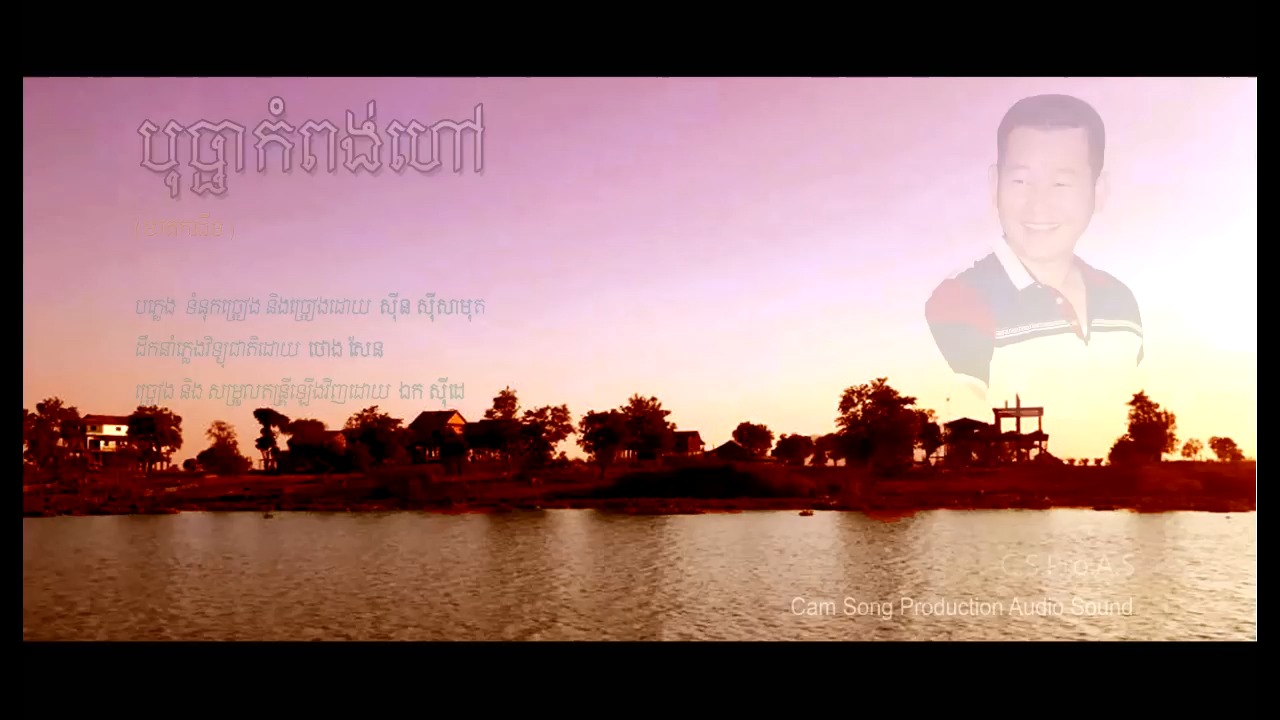 បុប្ផាកំពង់ហៅ
បភ្លេង ទំនុកច្រៀង និងច្រៀងដោយ ស៊ីន ស៊ីសាមុត
ដឹកនាំភ្លេងវិទ្យុជាតិដោយ ថោង សែន
ច្រៀង និង សម្រួលតន្ត្រីឡើងវិញដោយ ឯក ស៊ីដេ
Cam Song Production Audio Sound